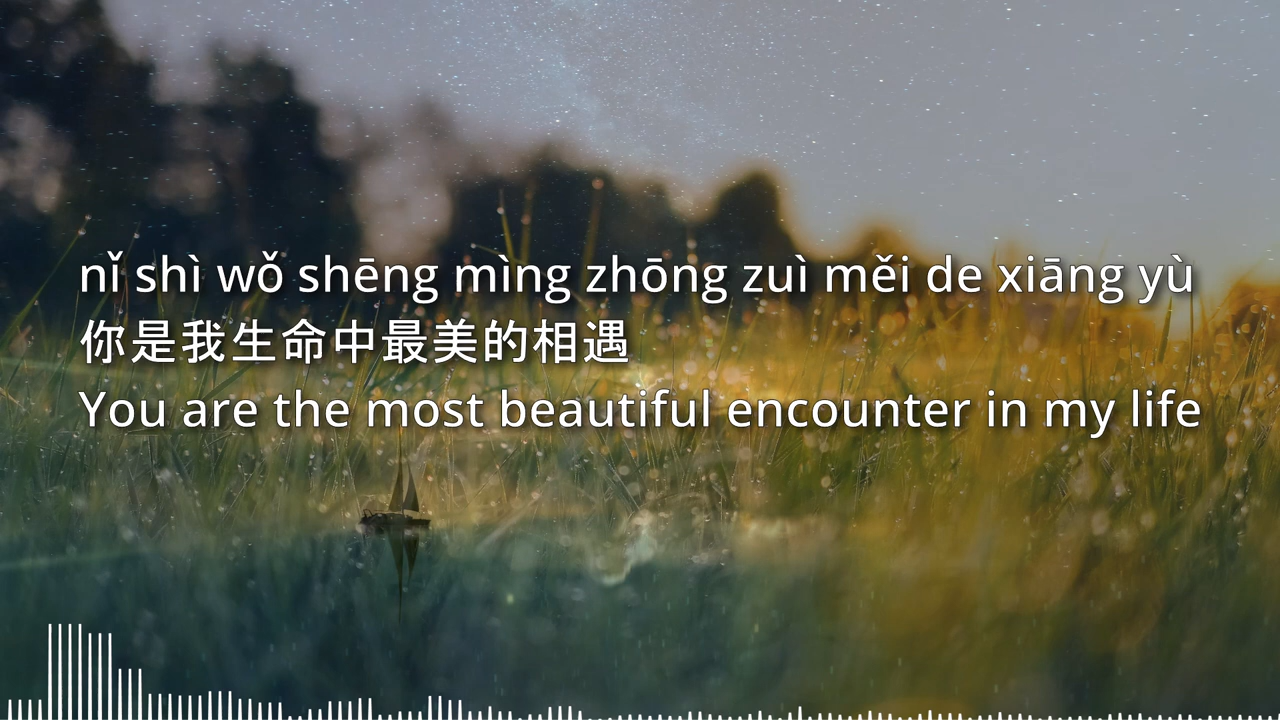 nǐ shì wǒ shēng mìng zhōng zuì měi de xiāng yù
你是我生命中最美的相遇
You are the most beautiful encounter in my life